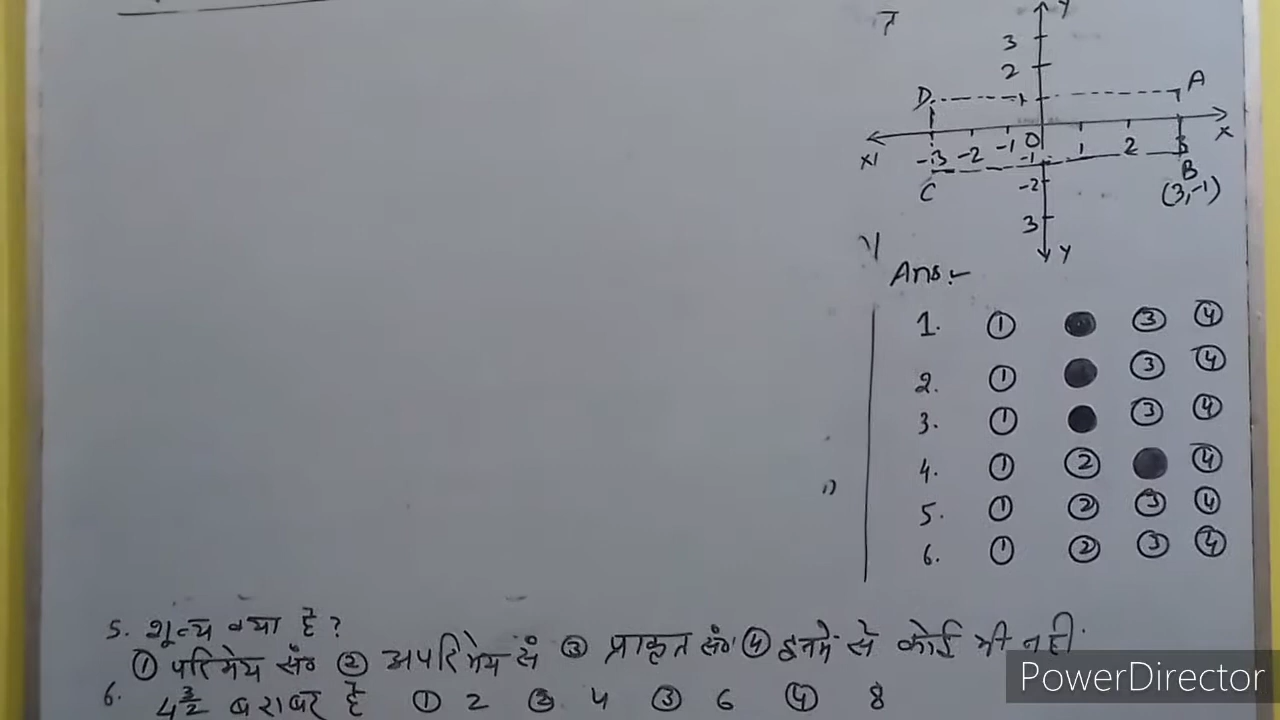 Y
3
2
D 1 A
X' -3 -2 -1 0 1 2 3 X
-1
C -2 B
(3,-1)
3
Y
Ans:-
1. ① ③ ④
2. ① ③ ④
3. ① ③ ④
4. ① ② ④
5. ① ② ③ ④
6. ① ② ③ ④
5. शून्य क्या है?
① परिमेय सं० ② अपरिमेय सं ③ प्राकृत सं० ④ इनमे से कोई भी नही.
6. 4^3/2 बराबर है ① 2 ② 4 ③ 6 ④ 8
PowerDirector